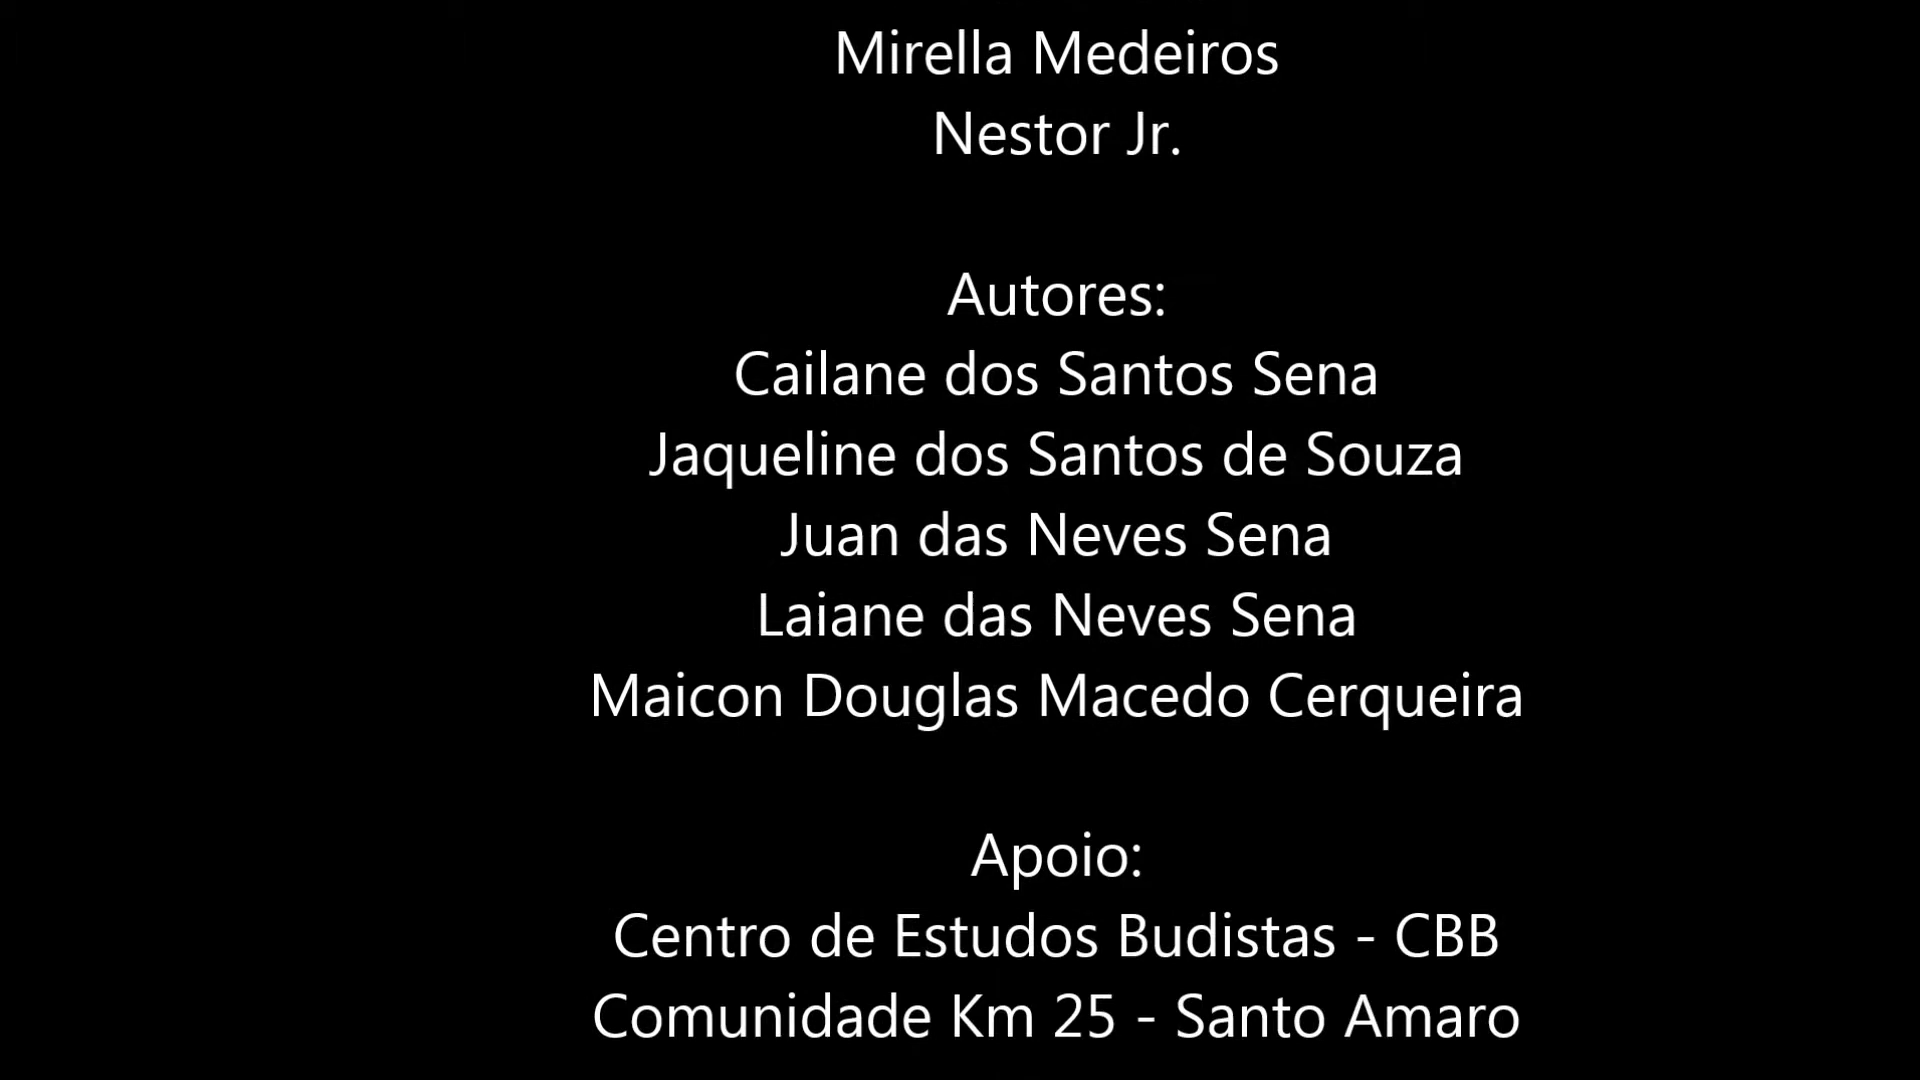 Mirella Medeiros
Nestor Jr.
Autores:
Cailane dos Santos Sena
Jaqueline dos Santos de Souza
Juan das Neves Sena
Laiane das Neves Sena
Maicon Douglas Macedo Cerqueira
Apoio:
Centro de Estudos Budistas - CBB
Comunidade Km 25 - Santo Amaro